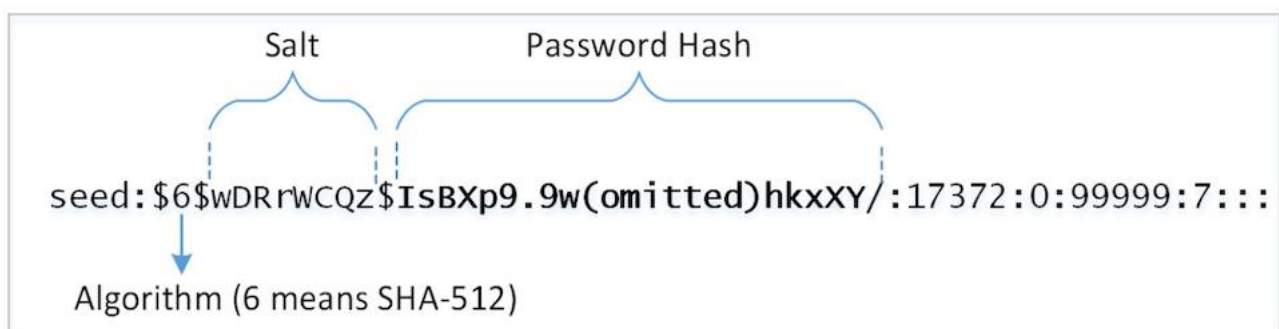 Salt Password Hash
seed:$6$wDRrWCQz$IsBXp9.9w(omitted)hkxXY/:17372:0:99999:7:::
Algorithm (6 means SHA-512)